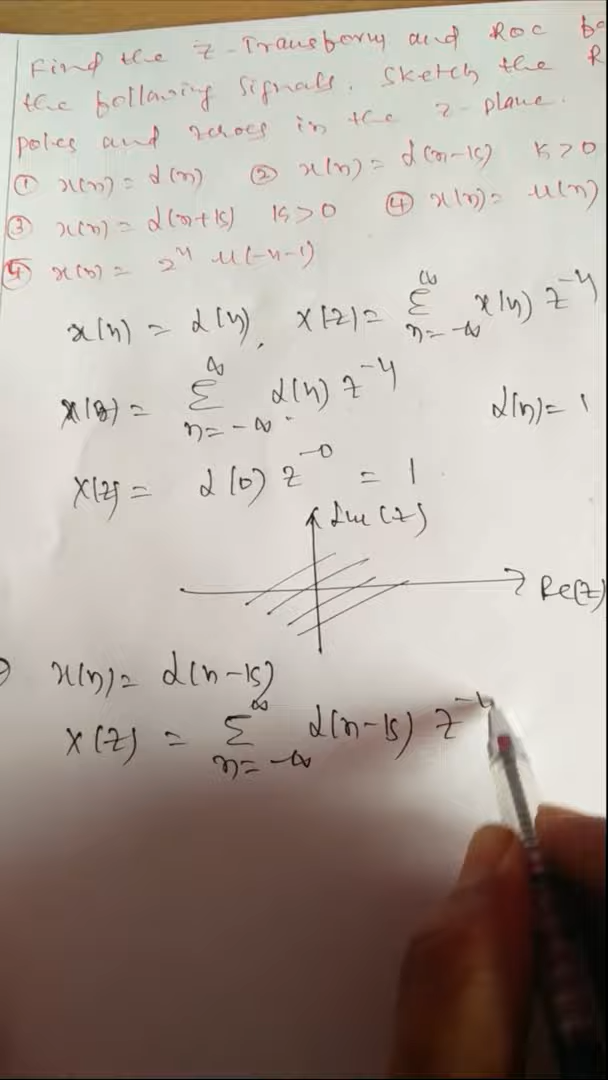 Find the z-Transform and ROC
the following signals. Sketch the R
poles and zeroes in the z-plane.
① x(n) = δ(n) ② x(n) = δ(n-k) k > 0
③ x(n) = δ(n+k) k > 0 ④ x(n) = u(n)
⑤ x(n) = 2ⁿ u(-n-1)
x(n) = δ(n), X(z) = Σ n=-∞ ∞ x(n) z⁻ⁿ
X(z) = Σ n=-∞ ∞ δ(n) z⁻ⁿ δ(n) = 1
X(z) = δ(0) z⁻⁰ = 1
Im(z)
Re(z)
x(n) = δ(n-k)
X(z) = Σ n=-∞ ∞ δ(n-k) z⁻ⁿ